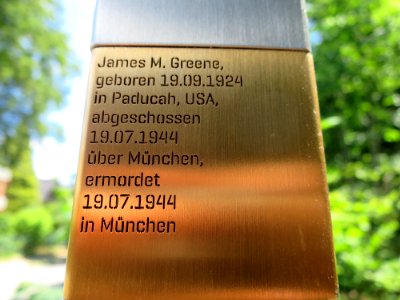 James M. Greene,
geboren 19.09.1924
in Paducah, USA,
abgeschossen
19.07.1944
über München,
ermordet
19.07.1944
in München